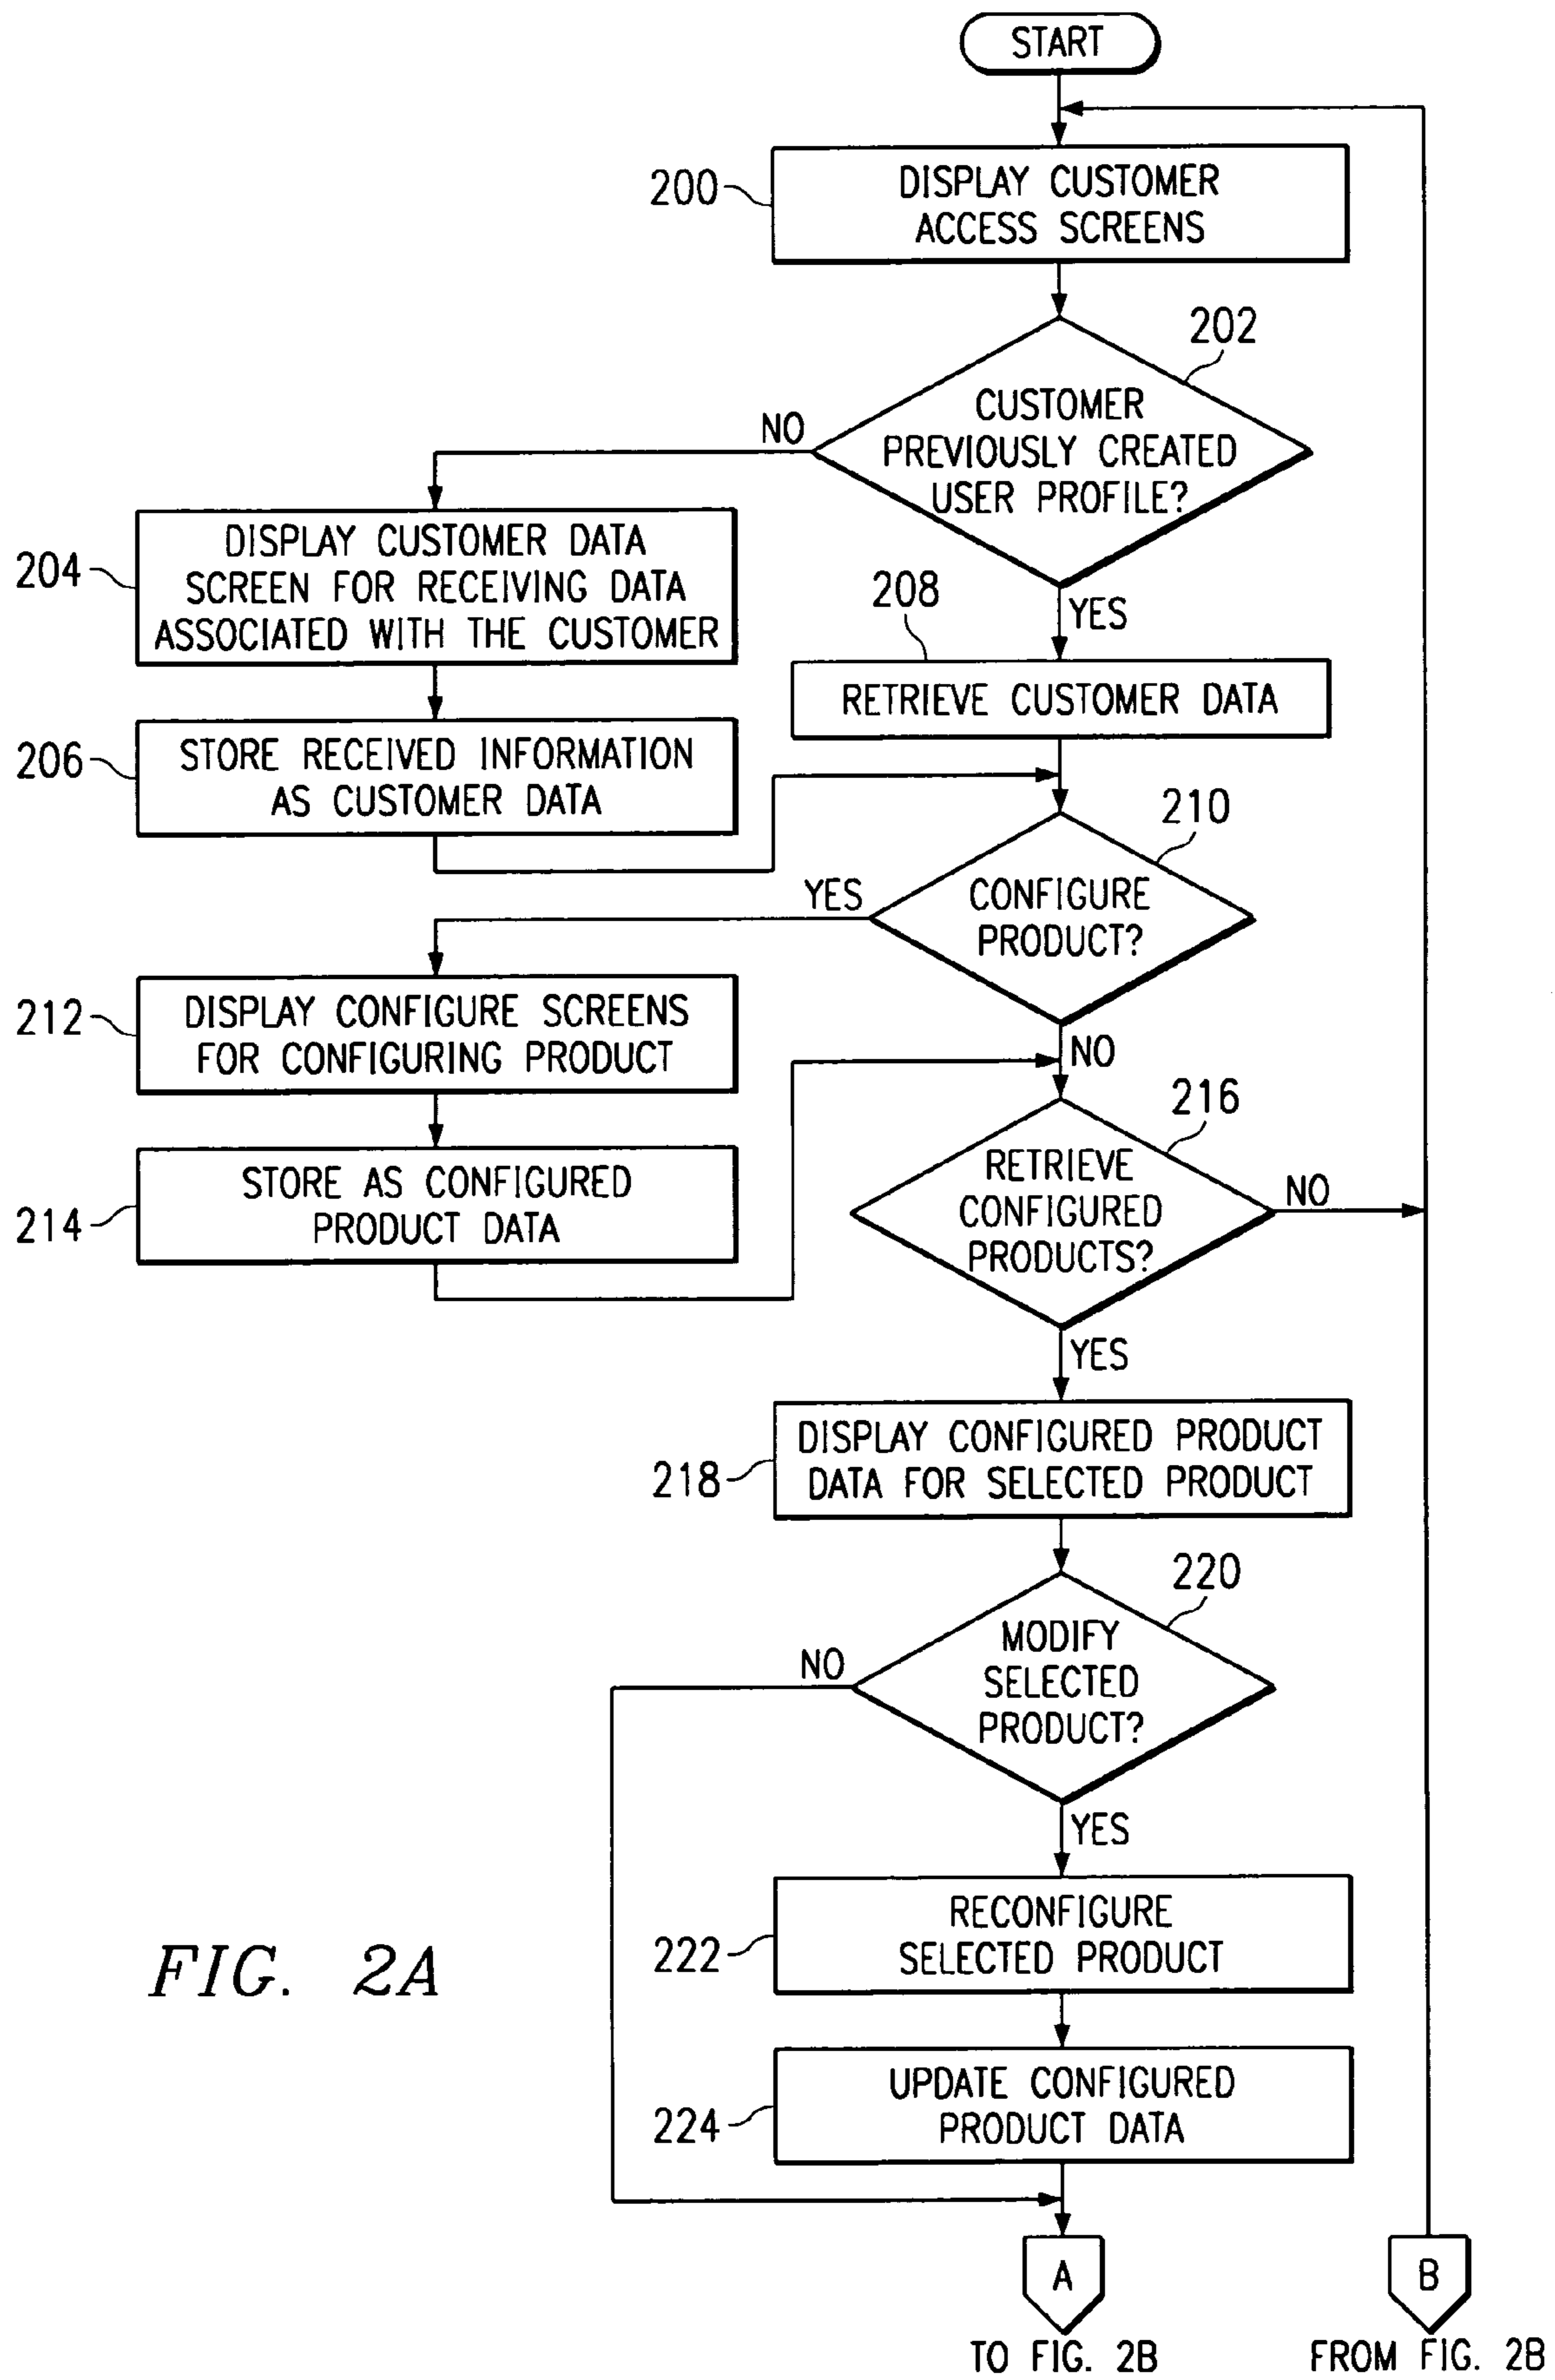 START
200
DISPLAY CUSTOMER
ACCESS SCREENS
202
CUSTOMER
PREVIOUSLY CREATED
USER PROFILE?
NO
YES
204
DISPLAY CUSTOMER DATA
SCREEN FOR RECEIVING DATA
ASSOCIATED WITH THE CUSTOMER
208
RETRIEVE CUSTOMER DATA
206
STORE RECEIVED INFORMATION
AS CUSTOMER DATA
210
CONFIGURE
PRODUCT?
YES
NO
212
DISPLAY CONFIGURE SCREENS
FOR CONFIGURING PRODUCT
214
STORE AS CONFIGURED
PRODUCT DATA
216
RETRIEVE
CONFIGURED
PRODUCTS?
NO
YES
218
DISPLAY CONFIGURED PRODUCT
DATA FOR SELECTED PRODUCT
220
MODIFY
SELECTED
PRODUCT?
NO
YES
222
RECONFIGURE
SELECTED PRODUCT
224
UPDATE CONFIGURED
PRODUCT DATA
FIG. 2A
A
TO FIG. 2B
B
FROM FIG. 2B